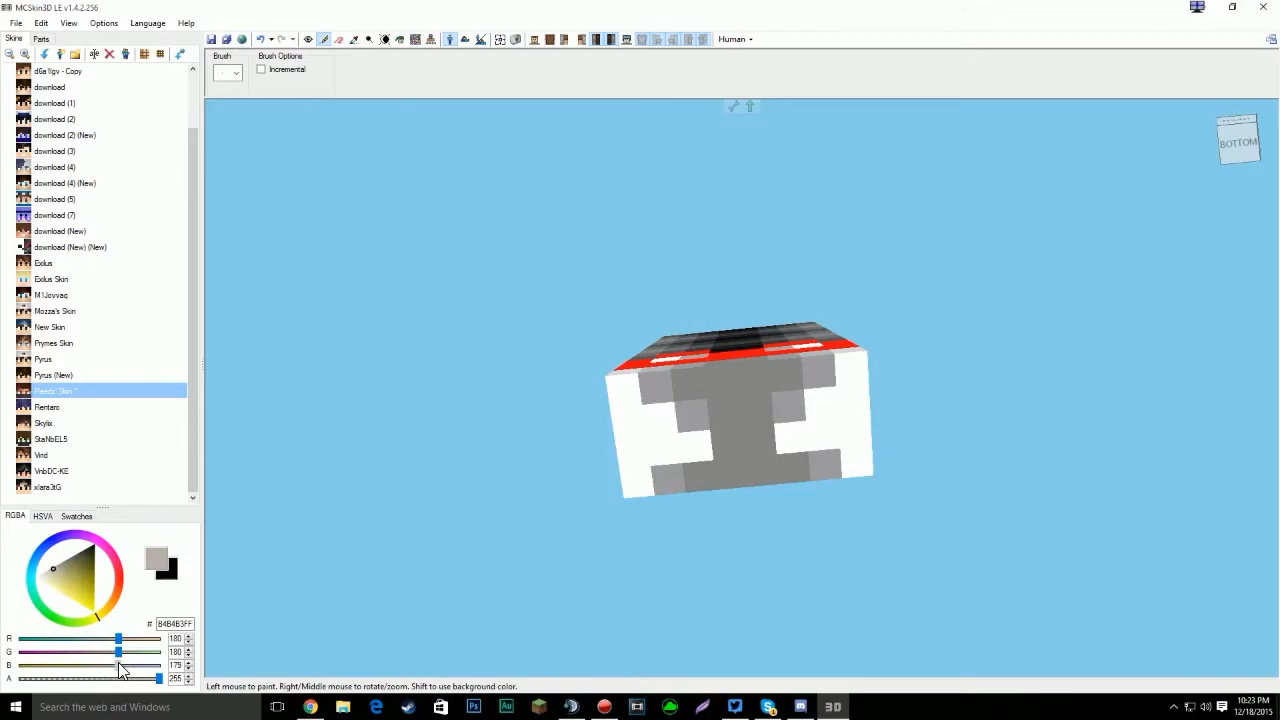 MCSkin3D LE v1.4.2.256
File Edit View Options Language Help
Skins Parts
Human
Brush
Brush Options
Incremental
BOTTOM
d6a1lgv - Copy
download
download (1)
download (2)
download (2) (New)
download (3)
download (4)
download (4) (New)
download (5)
download (7)
download (New)
download (New) (New)
Exilus
Exilus Skin
M1Jovvaq
Mozza's Skin
New Skin
Prymes Skin
Pyrus
Pyrus (New)
Rentaro
Skylix
StaNbEL5
Vind
VnbDC-KE
xlara3tG
RGBA HSVA Swatches
# B4B4B3FF
R 180
G 180
B 179
A 255
Left mouse to paint. Right/Middle mouse to rotate/zoom. Shift to use background color.
Search the web and Windows
Ps Au 3D
10:23 PM
12/18/2015